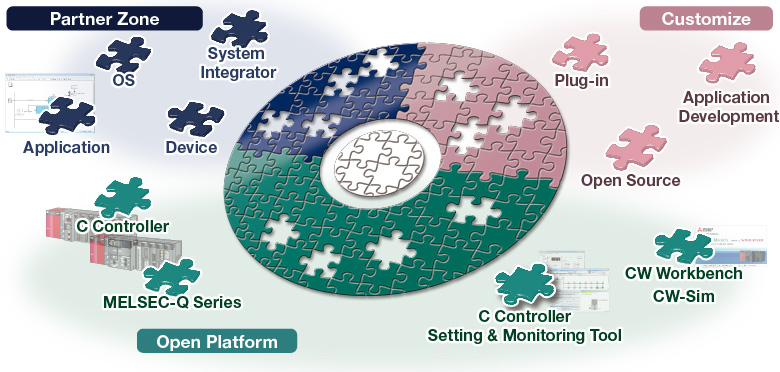 Partner Zone
Customize
OS
System
Integrator
Application
Device
Plug-in
Application
Development
Open Source
C Controller
MELSEC-Q Series
Open Platform
C Controller
Setting & Monitoring Tool
CW Workbench
CW-Sim